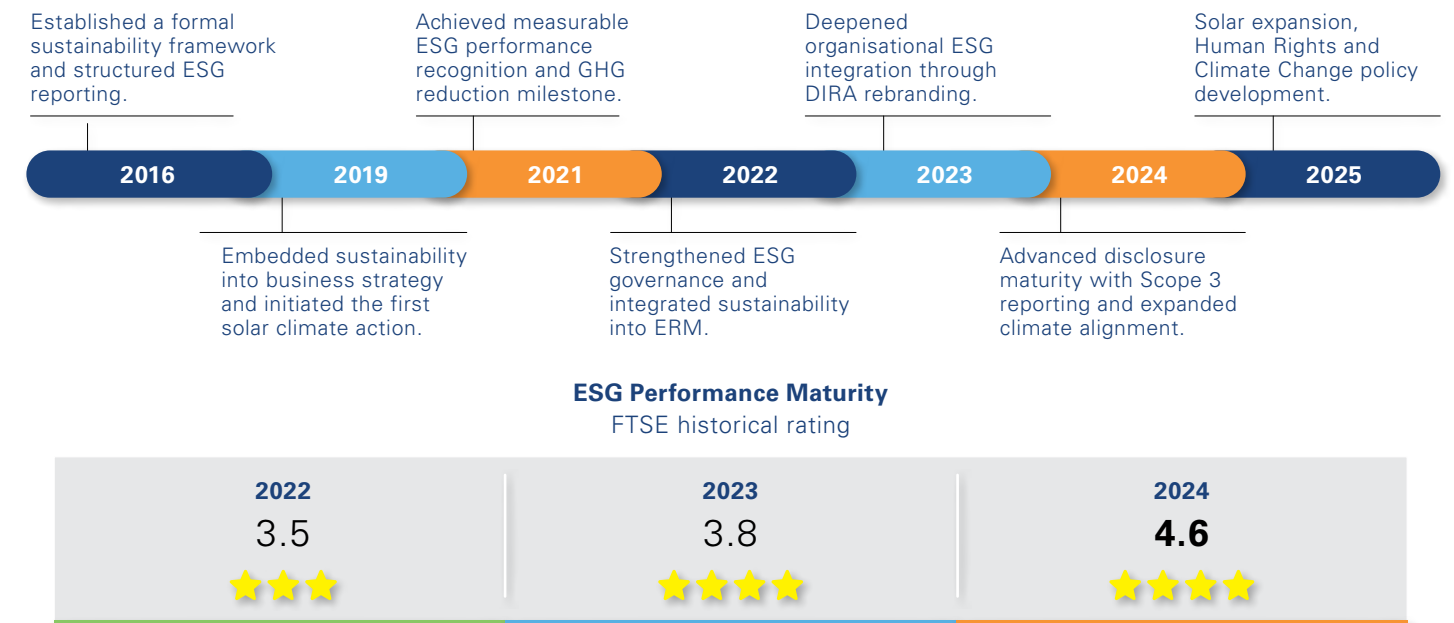 Established a formal
sustainability framework
and structured ESG
reporting.
Achieved measurable
ESG performance
recognition and GHG
reduction milestone.
Deepened
organisational ESG
integration through
DIRA rebranding.
Solar expansion,
Human Rights and
Climate Change policy
development.
2016
2019
2021
2022
2023
2024
2025
Embedded sustainability
into business strategy
and initiated the first
solar climate action.
Strengthened ESG
governance and
integrated sustainability
into ERM.
Advanced disclosure
maturity with Scope 3
reporting and expanded
climate alignment.
ESG Performance Maturity
FTSE historical rating
2022
3.5
2023
3.8
2024
4.6